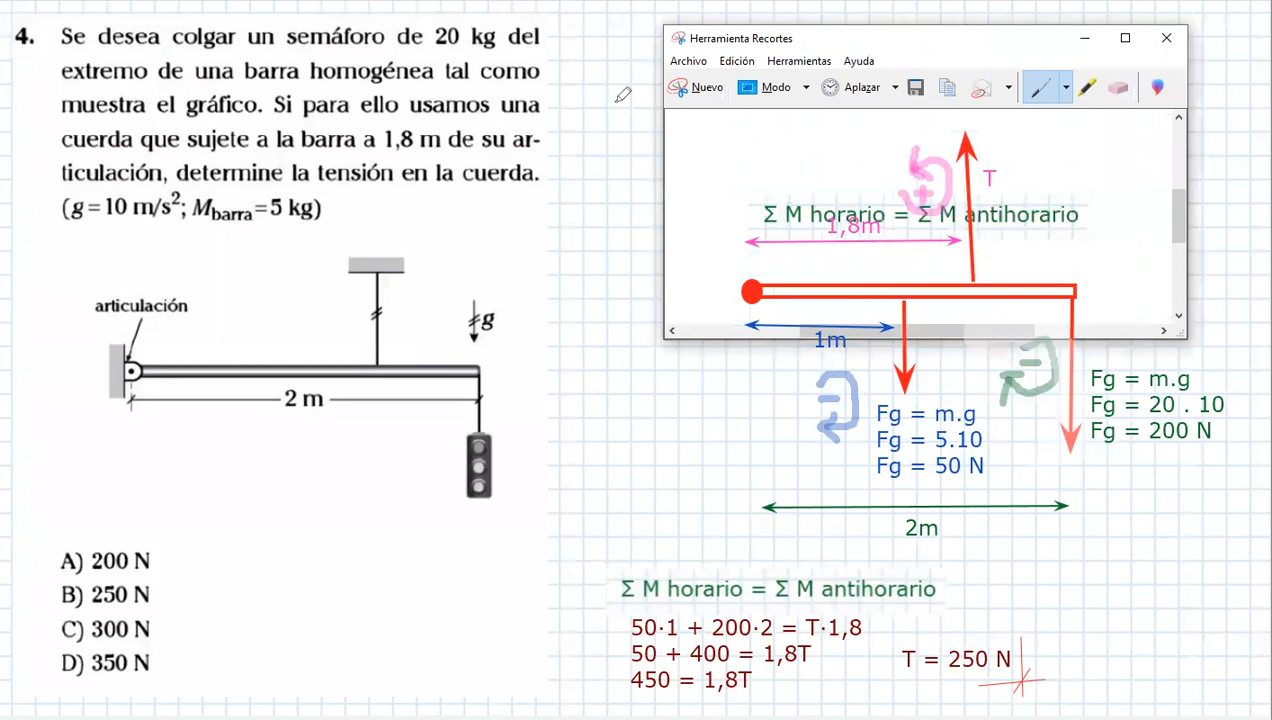 4. Se desea colgar un semáforo de 20 kg del
extremo de una barra homogénea tal como
muestra el gráfico. Si para ello usamos una
cuerda que sujete a la barra a 1,8 m de su ar-
ticulación, determine la tensión en la cuerda.
(g=10 m/s²; Mbarra=5 kg)
articulación
g
2 m
A) 200 N
B) 250 N
C) 300 N
D) 350 N
Herramienta Recortes
Archivo Edición Herramientas Ayuda
Nuevo Modo Aplazar
T
Σ M horario = Σ M antihorario
1,8m
1m
Fg = m.g
Fg = 5.10
Fg = 50 N
Fg = m.g
Fg = 20 . 10
Fg = 200 N
2m
Σ M horario = Σ M antihorario
50·1 + 200·2 = T·1,8
50 + 400 = 1,8T
450 = 1,8T
T = 250 N